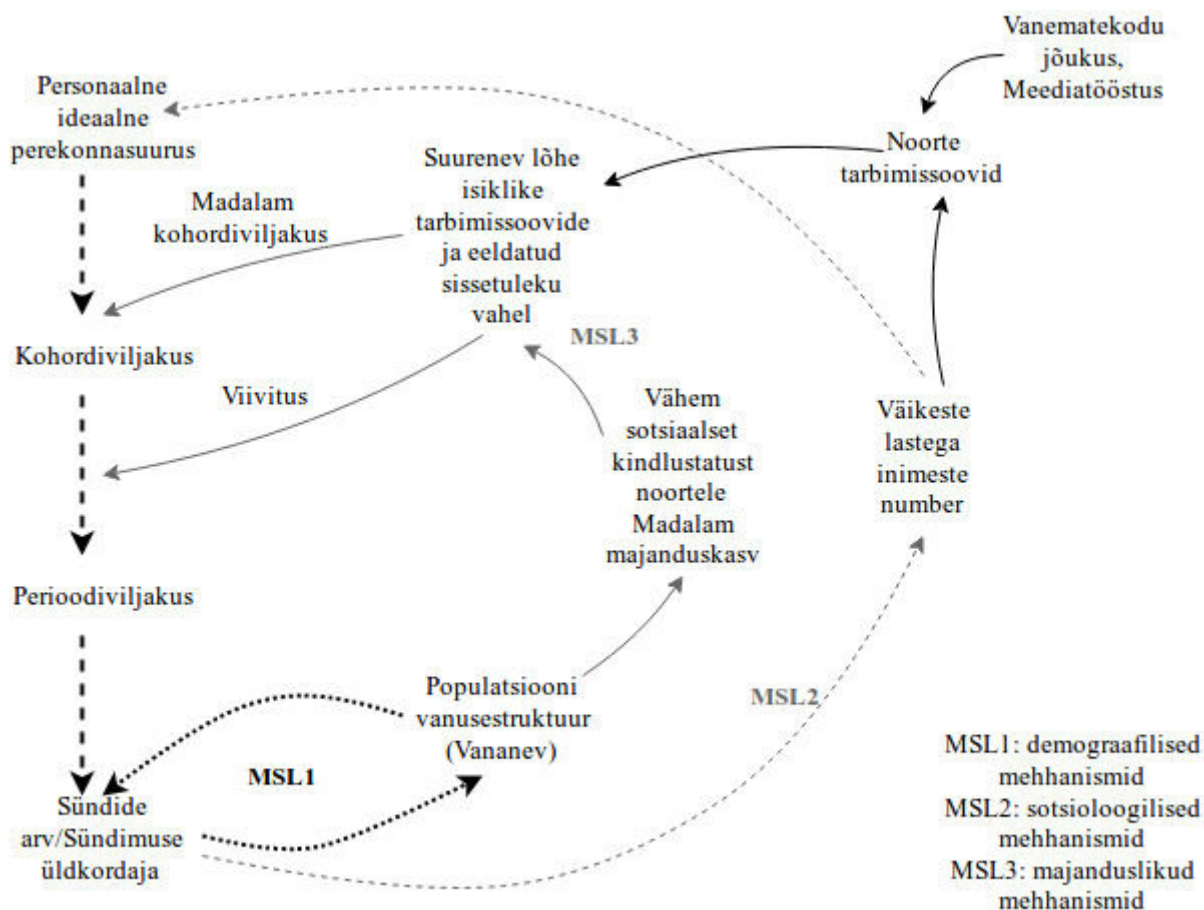 Vanematekodu
jõukus,
Meediatööstus
Personaalne
ideaalne
perekonnasuurus
Noorte
tarbimissoovid
Suurenev lõhe
isiklike
tarbimissoovide
ja eeldatud
sissetuleku
vahel
Madalam
kohordiviljakus
MSL3
Kohordiviljakus
Viivitus
Vähem
sotsiaalset
kindlustatust
noortele
Madalam
majanduskasv
Väikeste
lastega
inimeste
number
Perioodiviljakus
Populatsiooni
vanusestruktuur
(Vananev)
MSL2
MSL1
Sündide
arv/Sündimuse
üldkordaja
MSL1: demograafilised
mehhanismid
MSL2: sotsioloogilised
mehhanismid
MSL3: majanduslikud
mehhanismid